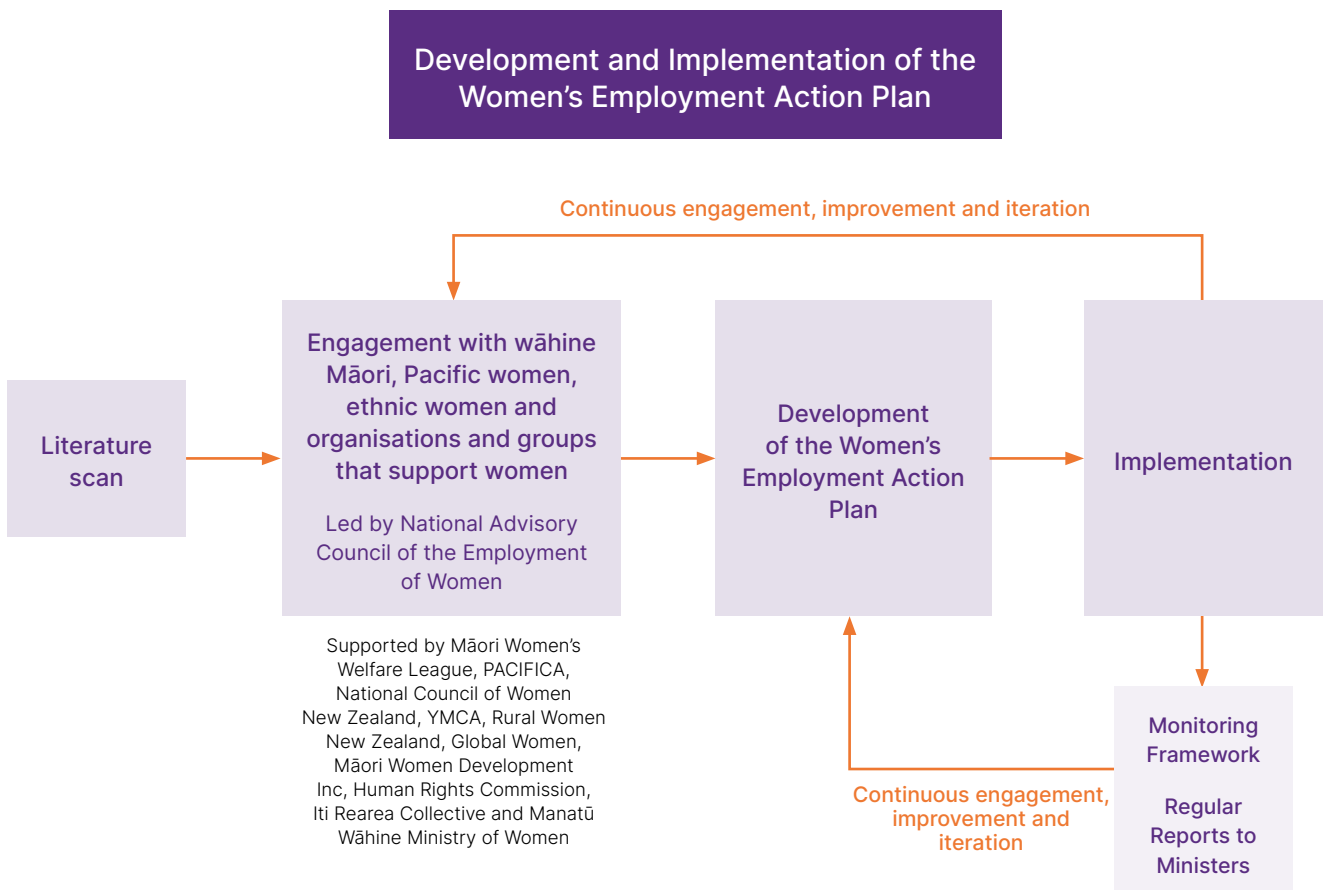 Development and Implementation of the
Women’s Employment Action Plan
Continuous engagement, improvement and iteration
Literature
scan
Engagement with wāhine
Māori, Pacific women,
ethnic women and
organisations and groups
that support women
Led by National Advisory
Council of the Employment
of Women
Supported by Māori Women’s
Welfare League, PACIFICA,
National Council of Women
New Zealand, YMCA, Rural Women
New Zealand, Global Women,
Māori Women Development
Inc, Human Rights Commission,
Iti Rearea Collective and Manatū
Wāhine Ministry of Women
Development
of the Women’s
Employment Action
Plan
Implementation
Monitoring
Framework
Regular
Reports to
Ministers
Continuous engagement,
improvement and
iteration